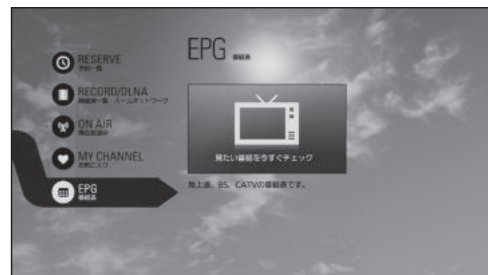 RESERVE
予約一覧
RECORD/DLNA
録画一覧・ホームネットワーク
ON AIR
現在放送中
MY CHANNEL
お気に入り
EPG
番組表
EPG 番組表
見たい番組を今すぐチェック
地上波、BS、CATVの番組表です。